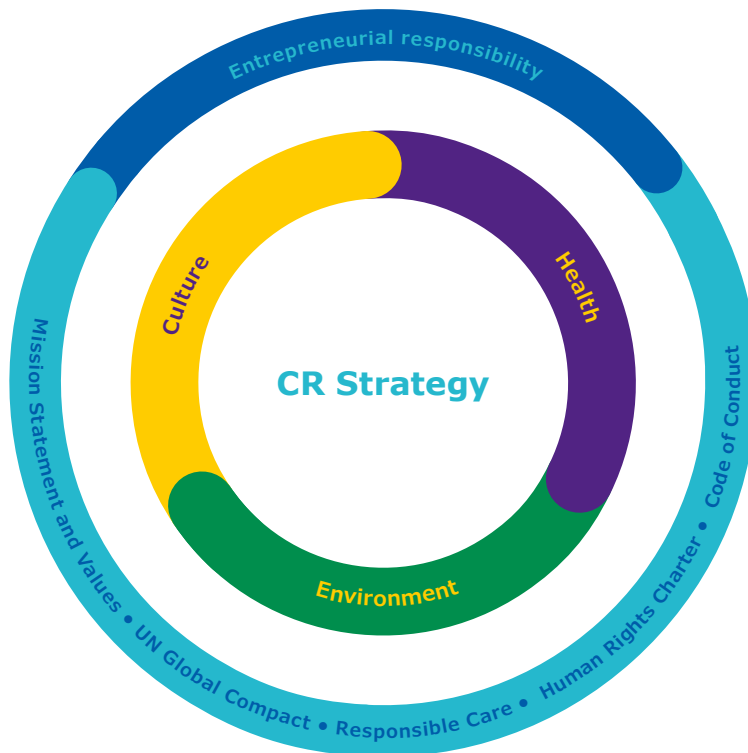 Entrepreneurial responsibility
Culture
Health
CR Strategy
Environment
Mission Statement and Values • UN Global Compact • Responsible Care • Human Rights Charter • Code of Conduct